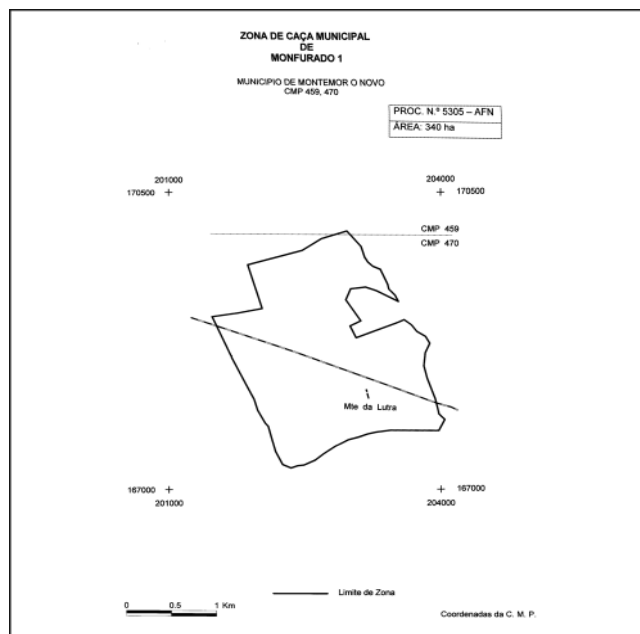 ZONA DE CAÇA MUNICIPAL
DE
MONFURADO 1
MUNICIPIO DE MONTEMOR O NOVO
CMP 459, 470
PROC. N.º 5305 – AFN
ÁREA: 340 ha
201000
204000
170500
170500
CMP 459
CMP 470
Mte da Lutra
167000
167000
201000
204000
Limite de Zona
0 0.5 1 Km
Coordenadas da C. M. P.